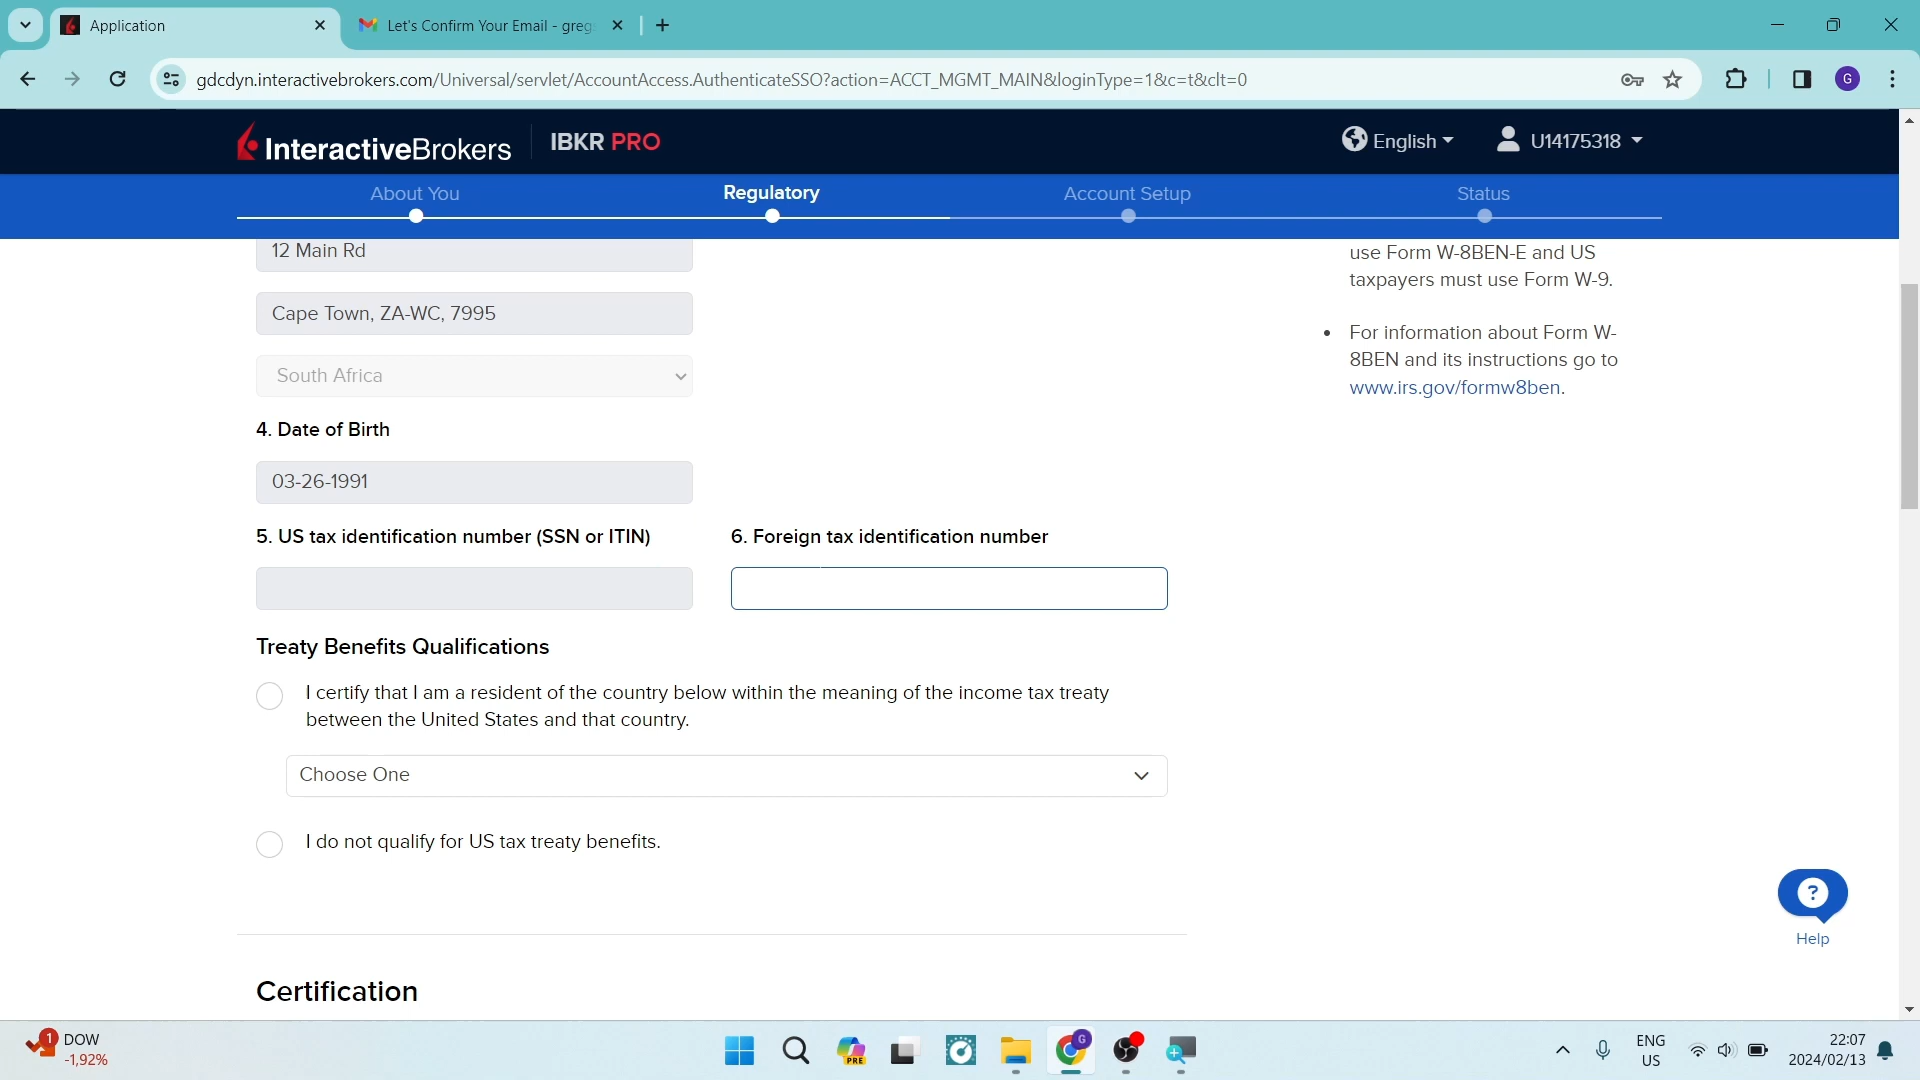 Application
Let's Confirm Your Email - greg
gdcdyn.interactivebrokers.com/Universal/servlet/AccountAccess.AuthenticateSSO?action=ACCT_MGMT_MAIN&loginType=1&c=t&clt=0
G
InteractiveBrokers
IBKR PRO
English
U14175318
About You
Regulatory
Account Setup
Status
12 Main Rd
Cape Town, ZA-WC, 7995
South Africa
4. Date of Birth
03-26-1991
5. US tax identification number (SSN or ITIN)
6. Foreign tax identification number
Treaty Benefits Qualifications
I certify that I am a resident of the country below within the meaning of the income tax treaty
between the United States and that country.
Choose One
I do not qualify for US tax treaty benefits.
Certification
use Form W-8BEN-E and US
taxpayers must use Form W-9.
• For information about Form W-
8BEN and its instructions go to
www.irs.gov/formw8ben.
?
Help
1
DOW
-1,92%
PRE
G
ENG
US
22:07
2024/02/13